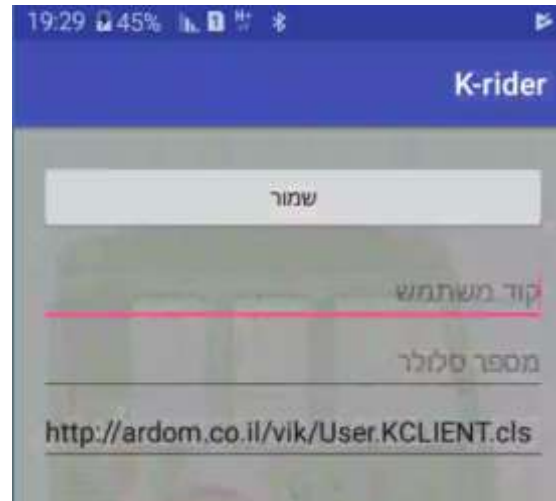 19:29 45%
K-rider
שמור
קוד משתמש
מספר סלולר
http://ardom.co.il/vik/User.KCLIENT.cls